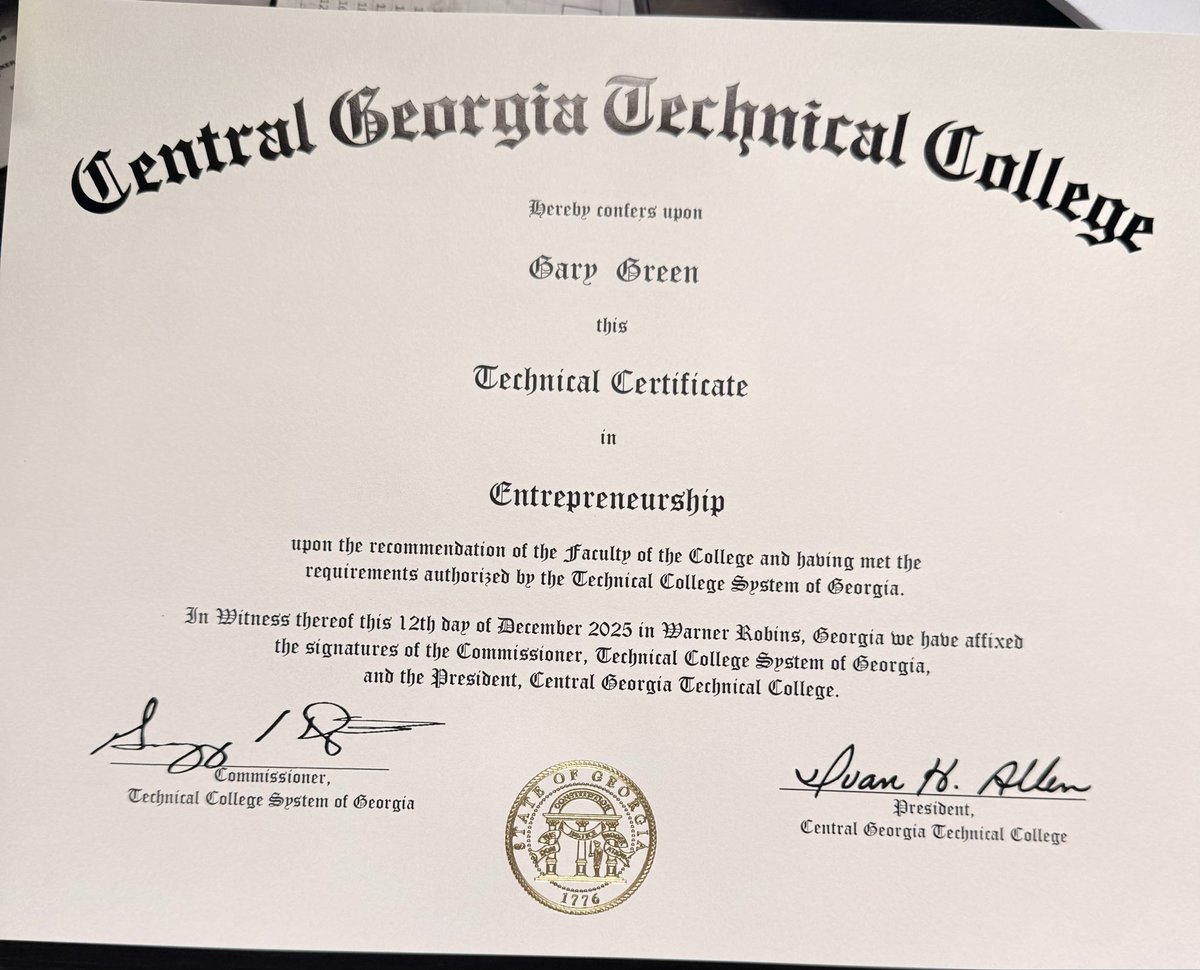 Central Georgia Technical College
Hereby confers upon
Gary Green
this
Technical Certificate
in
Entrepreneurship
upon the recommendation of the Faculty of the College and having met the
requirements authorized by the Technical College System of Georgia.
In Witness thereof this 12th day of December 2025 in Warner Robins, Georgia we have affixed
the signatures of the Commissioner, Technical College System of Georgia,
and the President, Central Georgia Technical College.
Commissioner,
Technical College System of Georgia
STATE OF GEORGIA
CONSTITUTION
JUSTICE
1776
Ivan H. Allen
President,
Central Georgia Technical College